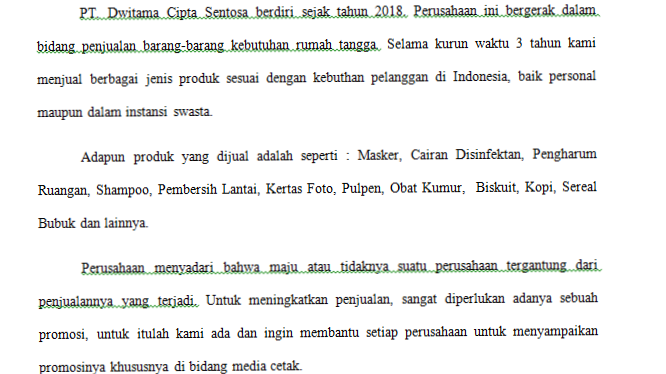 PT. Dwitama Cipta Sentosa berdiri sejak tahun 2018. Perusahaan ini bergerak dalam
bidang penjualan barang-barang kebutuhan rumah tangga. Selama kurun waktu 3 tahun kami
menjual berbagai jenis produk sesuai dengan kebuthan pelanggan di Indonesia, baik personal
maupun dalam instansi swasta.
Adapun produk yang dijual adalah seperti : Masker, Cairan Disinfektan, Pengharum
Ruangan, Shampoo, Pembersih Lantai, Kertas Foto, Pulpen, Obat Kumur, Biskuit, Kopi, Sereal
Bubuk dan lainnya.
Perusahaan menyadari bahwa maju atau tidaknya suatu perusahaan tergantung dari
penjualannya yang terjadi. Untuk meningkatkan penjualan, sangat diperlukan adanya sebuah
promosi, untuk itulah kami ada dan ingin membantu setiap perusahaan untuk menyampaikan
promosinya khususnya di bidang media cetak.